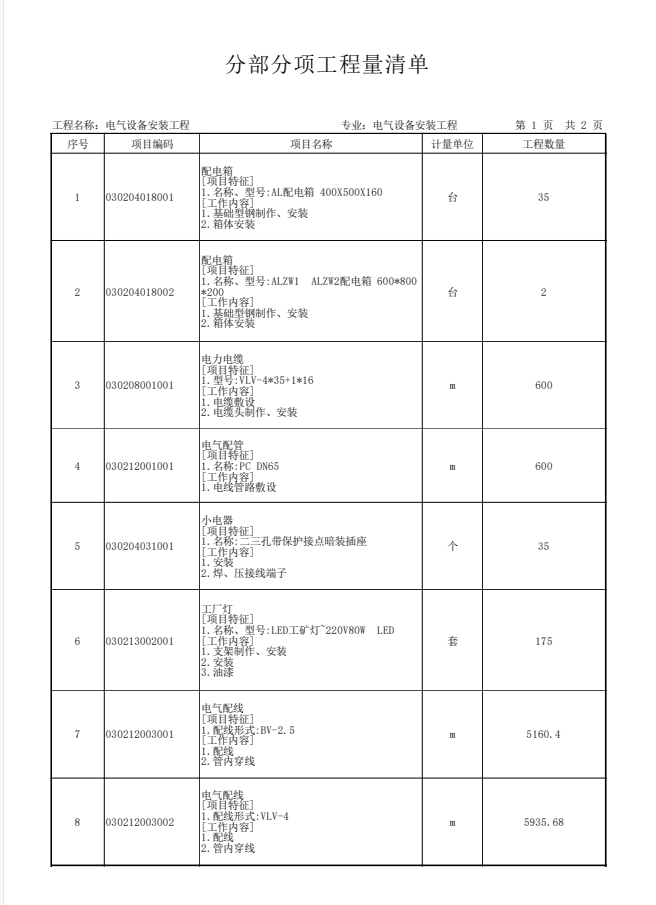 分部分项工程量清单
工程名称：电气设备安装工程 专业：电气设备安装工程 第 1 页 共 2 页
序号 项目编码 项目名称 计量单位 工程数量
1 030204018001 配电箱 台 35
[项目特征]
1.名称、型号:AL配电箱 400X500X160
[工作内容]
1.基础型钢制作、安装
2.箱体安装
2 030204018002 配电箱 台 2
[项目特征]
1.名称、型号:ALZW1 ALZW2配电箱 600*800
*200
[工作内容]
1.基础型钢制作、安装
2.箱体安装
3 030208001001 电力电缆 m 600
[项目特征]
1.型号:VLV-4*35+1*16
[工作内容]
1.电缆敷设
2.电缆头制作、安装
4 030212001001 电气配管 m 600
[项目特征]
1.名称:PC DN65
[工作内容]
1.电线管路敷设
5 030204031001 小电器 个 35
[项目特征]
1.名称:二三孔带保护接点暗装插座
[工作内容]
1.安装
2.焊、压接线端子
6 030213002001 工厂灯 套 175
[项目特征]
1.名称、型号:LED工矿灯~220V80W LED
[工作内容]
1.支架制作、安装
2.安装
3.油漆
7 030212003001 电气配线 m 5160.4
[项目特征]
1.配线形式:BV-2.5
[工作内容]
1.配线
2.管内穿线
8 030212003002 电气配线 m 5935.68
[项目特征]
1.配线形式:VLV-4
[工作内容]
1.配线
2.管内穿线